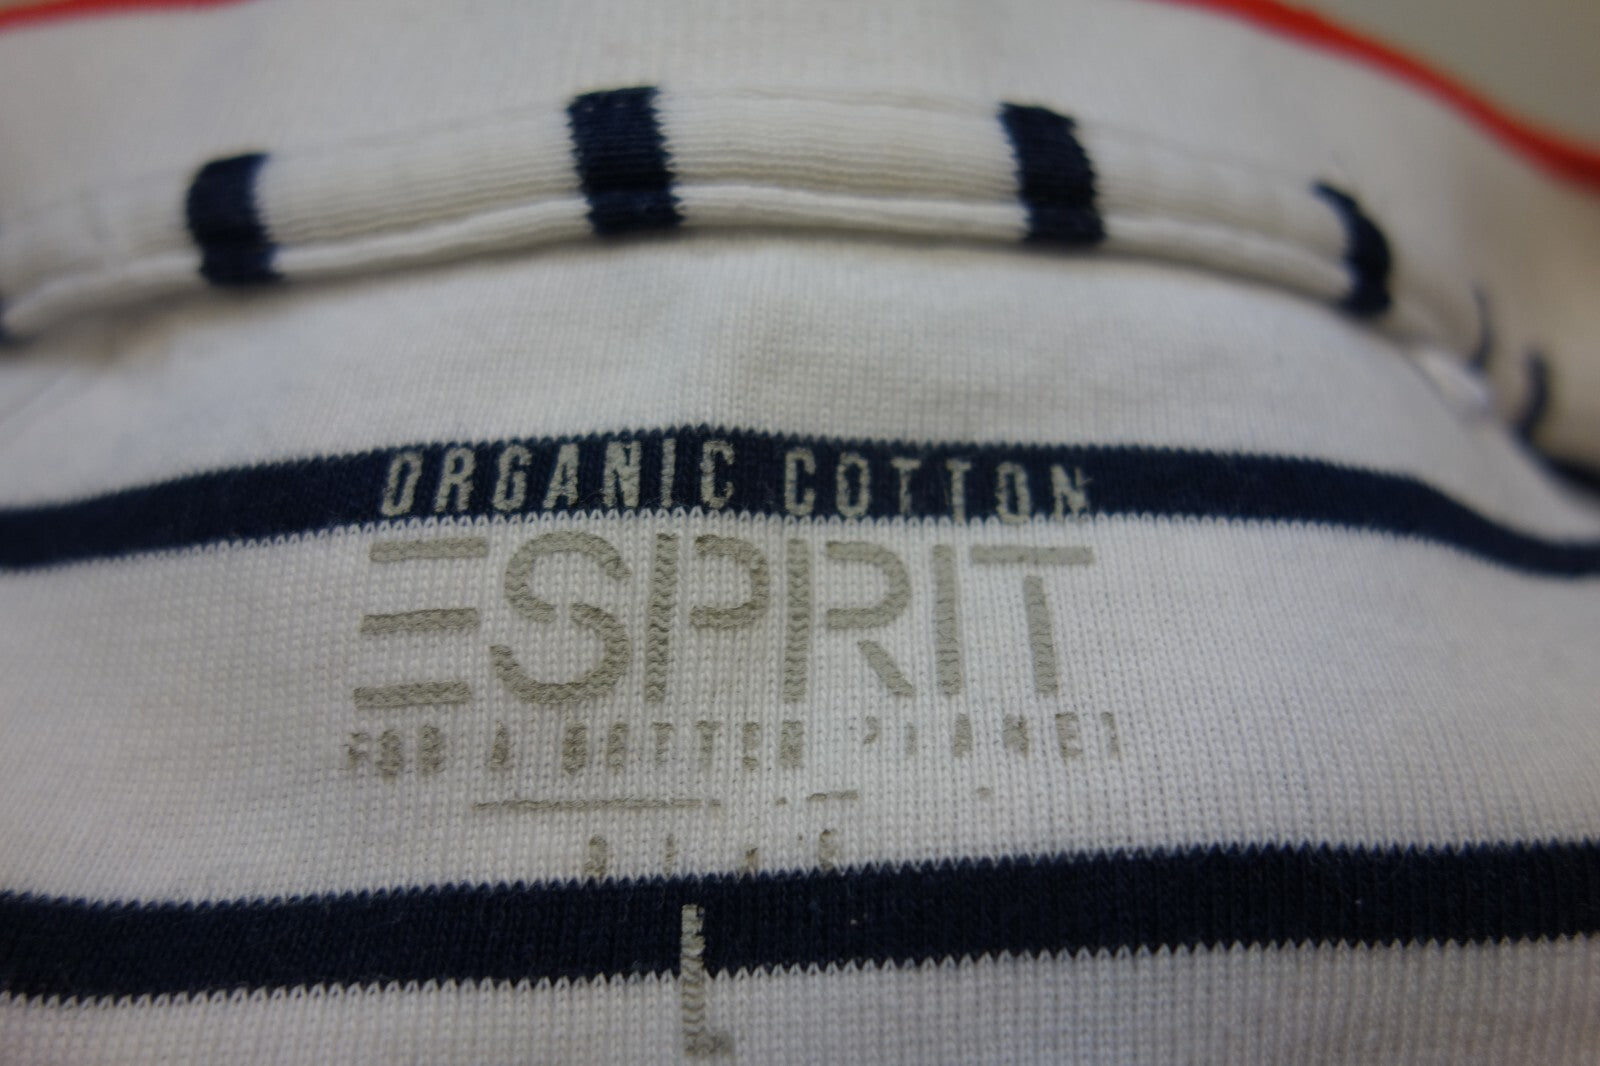 ORGANIC COTTON
ESPRIT
FOR A BETTER PLANET
L